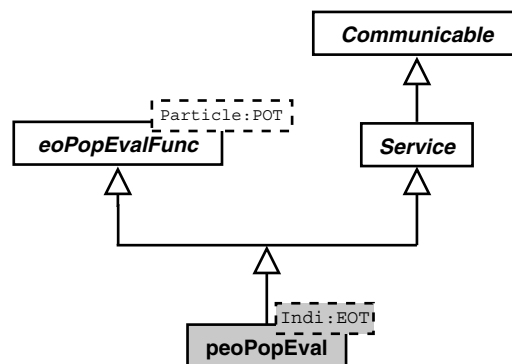 Communicable
Particle:POT
eoPopEvalFunc
Service
Indi:EOT
peoPopEval